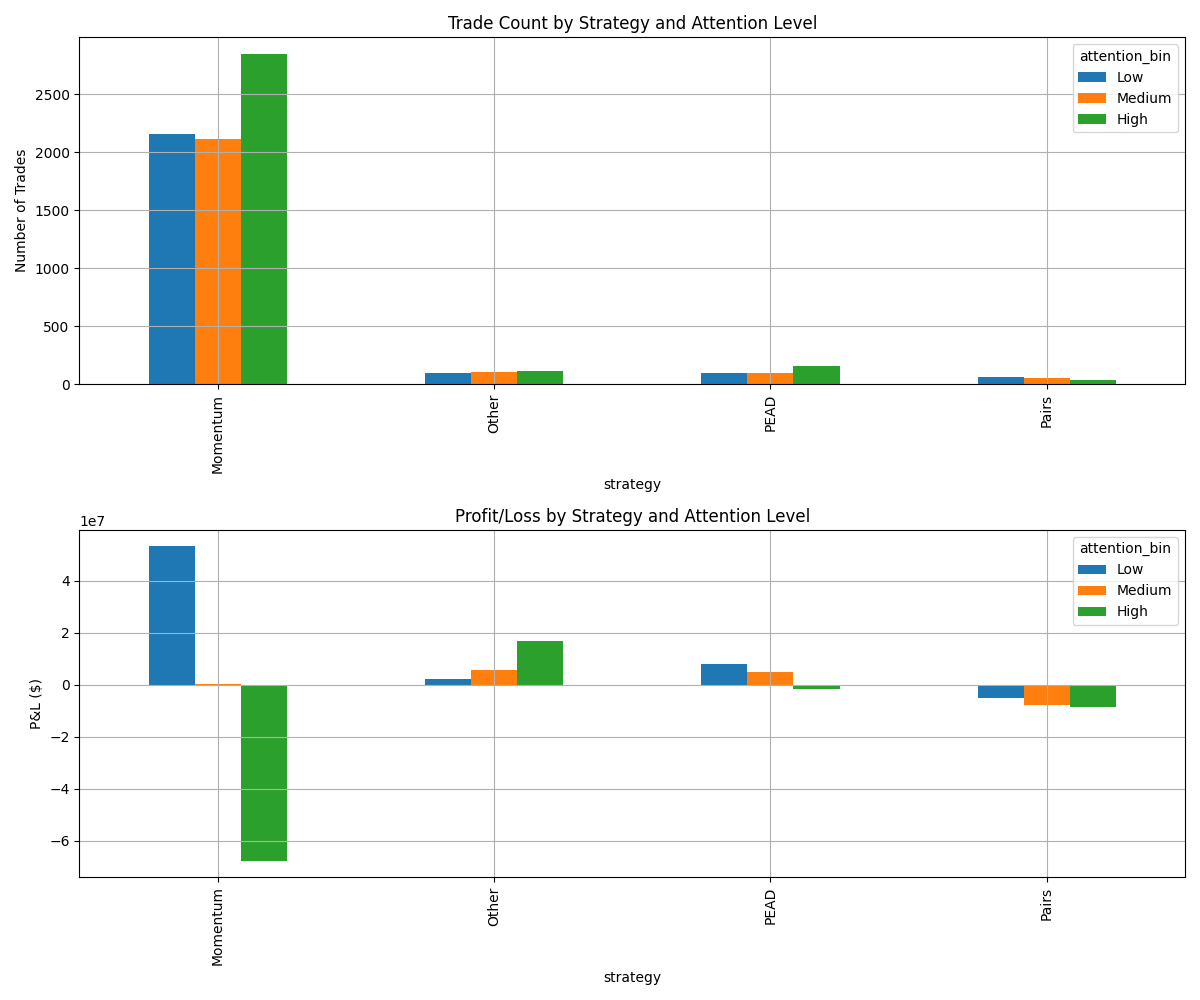 Trade Count by Strategy and Attention Level
attention_bin
Low
Medium
High
Number of Trades
2500
2000
1500
1000
500
0
Momentum
Other
PEAD
Pairs
strategy
Profit/Loss by Strategy and Attention Level
1e7
attention_bin
Low
Medium
High
P&L ($)
4
2
0
−2
−4
−6
Momentum
Other
PEAD
Pairs
strategy